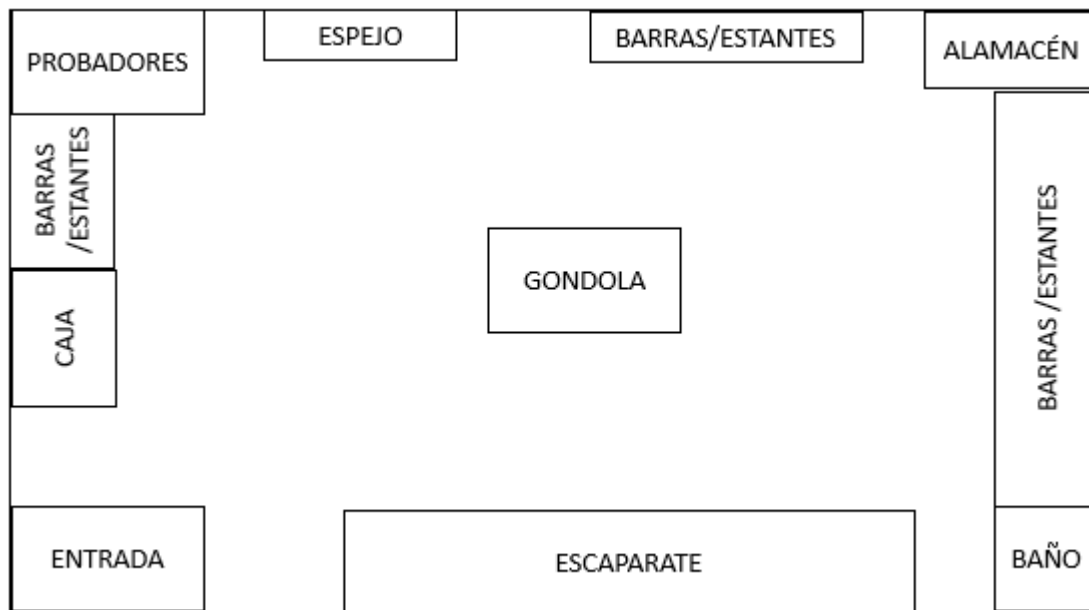 PROBADORES
ESPEJO
BARRAS/ESTANTES
ALAMACÉN
BARRAS
/ESTANTES
GONDOLA
BARRAS /ESTANTES
CAJA
ENTRADA
ESCAPARATE
BAÑO